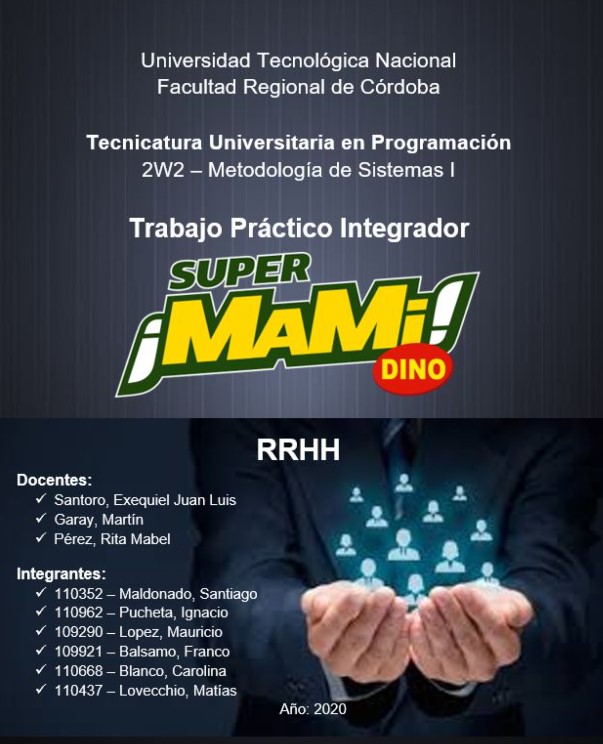 Universidad Tecnológica Nacional
Facultad Regional de Córdoba
Tecnicatura Universitaria en Programación
2W2 – Metodología de Sistemas I
Trabajo Práctico Integrador
SUPER
¡MAMi!
DINO
RRHH
Docentes:
✓ Santoro, Exequiel Juan Luis
✓ Garay, Martín
✓ Pérez, Rita Mabel
Integrantes:
✓ 110352 – Maldonado, Santiago
✓ 110962 – Pucheta, Ignacio
✓ 109290 – Lopez, Mauricio
✓ 109921 – Balsamo, Franco
✓ 110668 – Blanco, Carolina
✓ 110437 – Lovecchio, Matías
Año: 2020